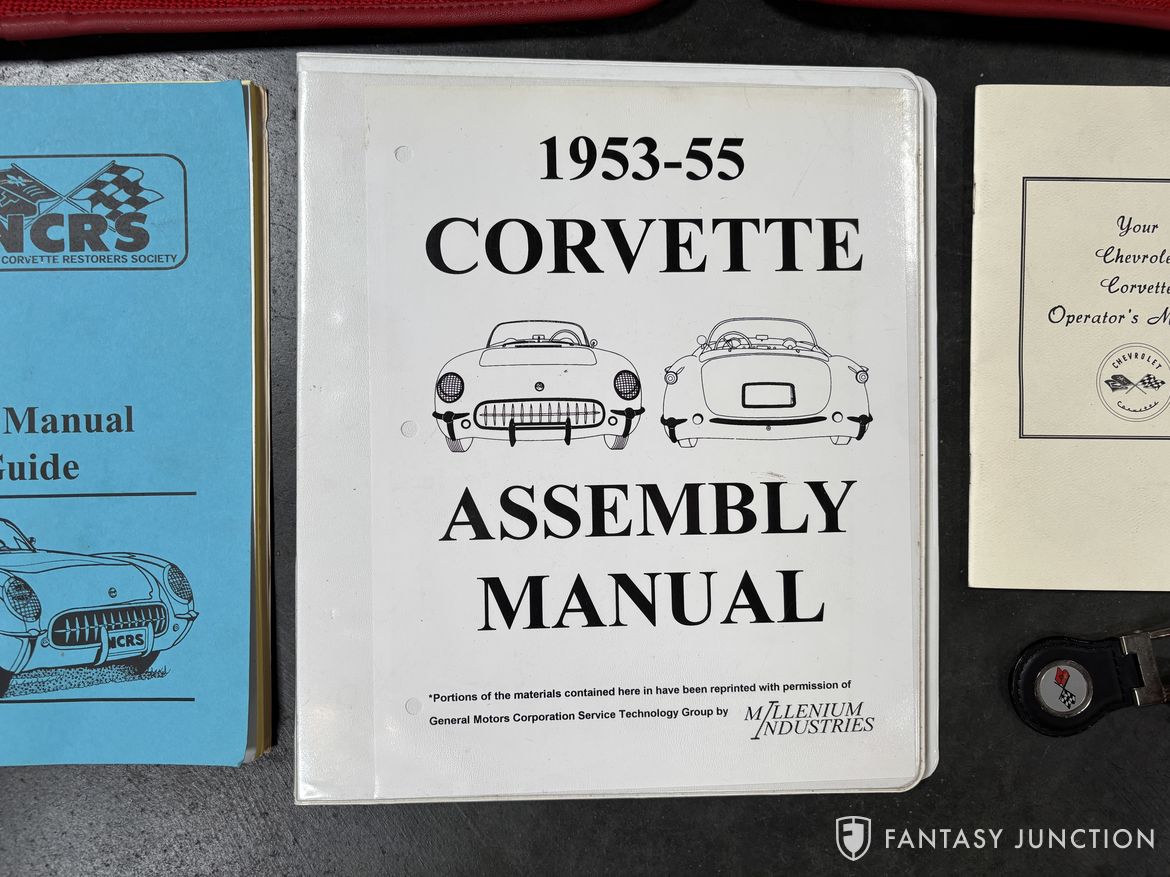 NCRS
CORVETTE RESTORERS SOCIETY
Manual
Guide
NCRS
1953-55
CORVETTE
ASSEMBLY
MANUAL
*Portions of the materials contained here in have been reprinted with permission of
General Motors Corporation Service Technology Group by
MILLENIUM
INDUSTRIES
Your
Chevrole
Corvette
Operator's M
CHEVROLET
Corvette
FANTASY JUNCTION